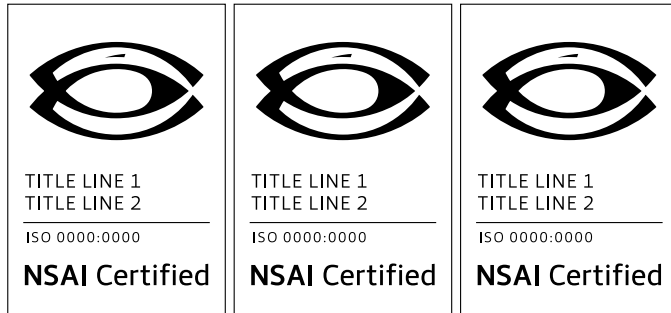 TITLE LINE 1
TITLE LINE 2
ISO 0000:0000
NSAI Certified
TITLE LINE 1
TITLE LINE 2
ISO 0000:0000
NSAI Certified
TITLE LINE 1
TITLE LINE 2
ISO 0000:0000
NSAI Certified